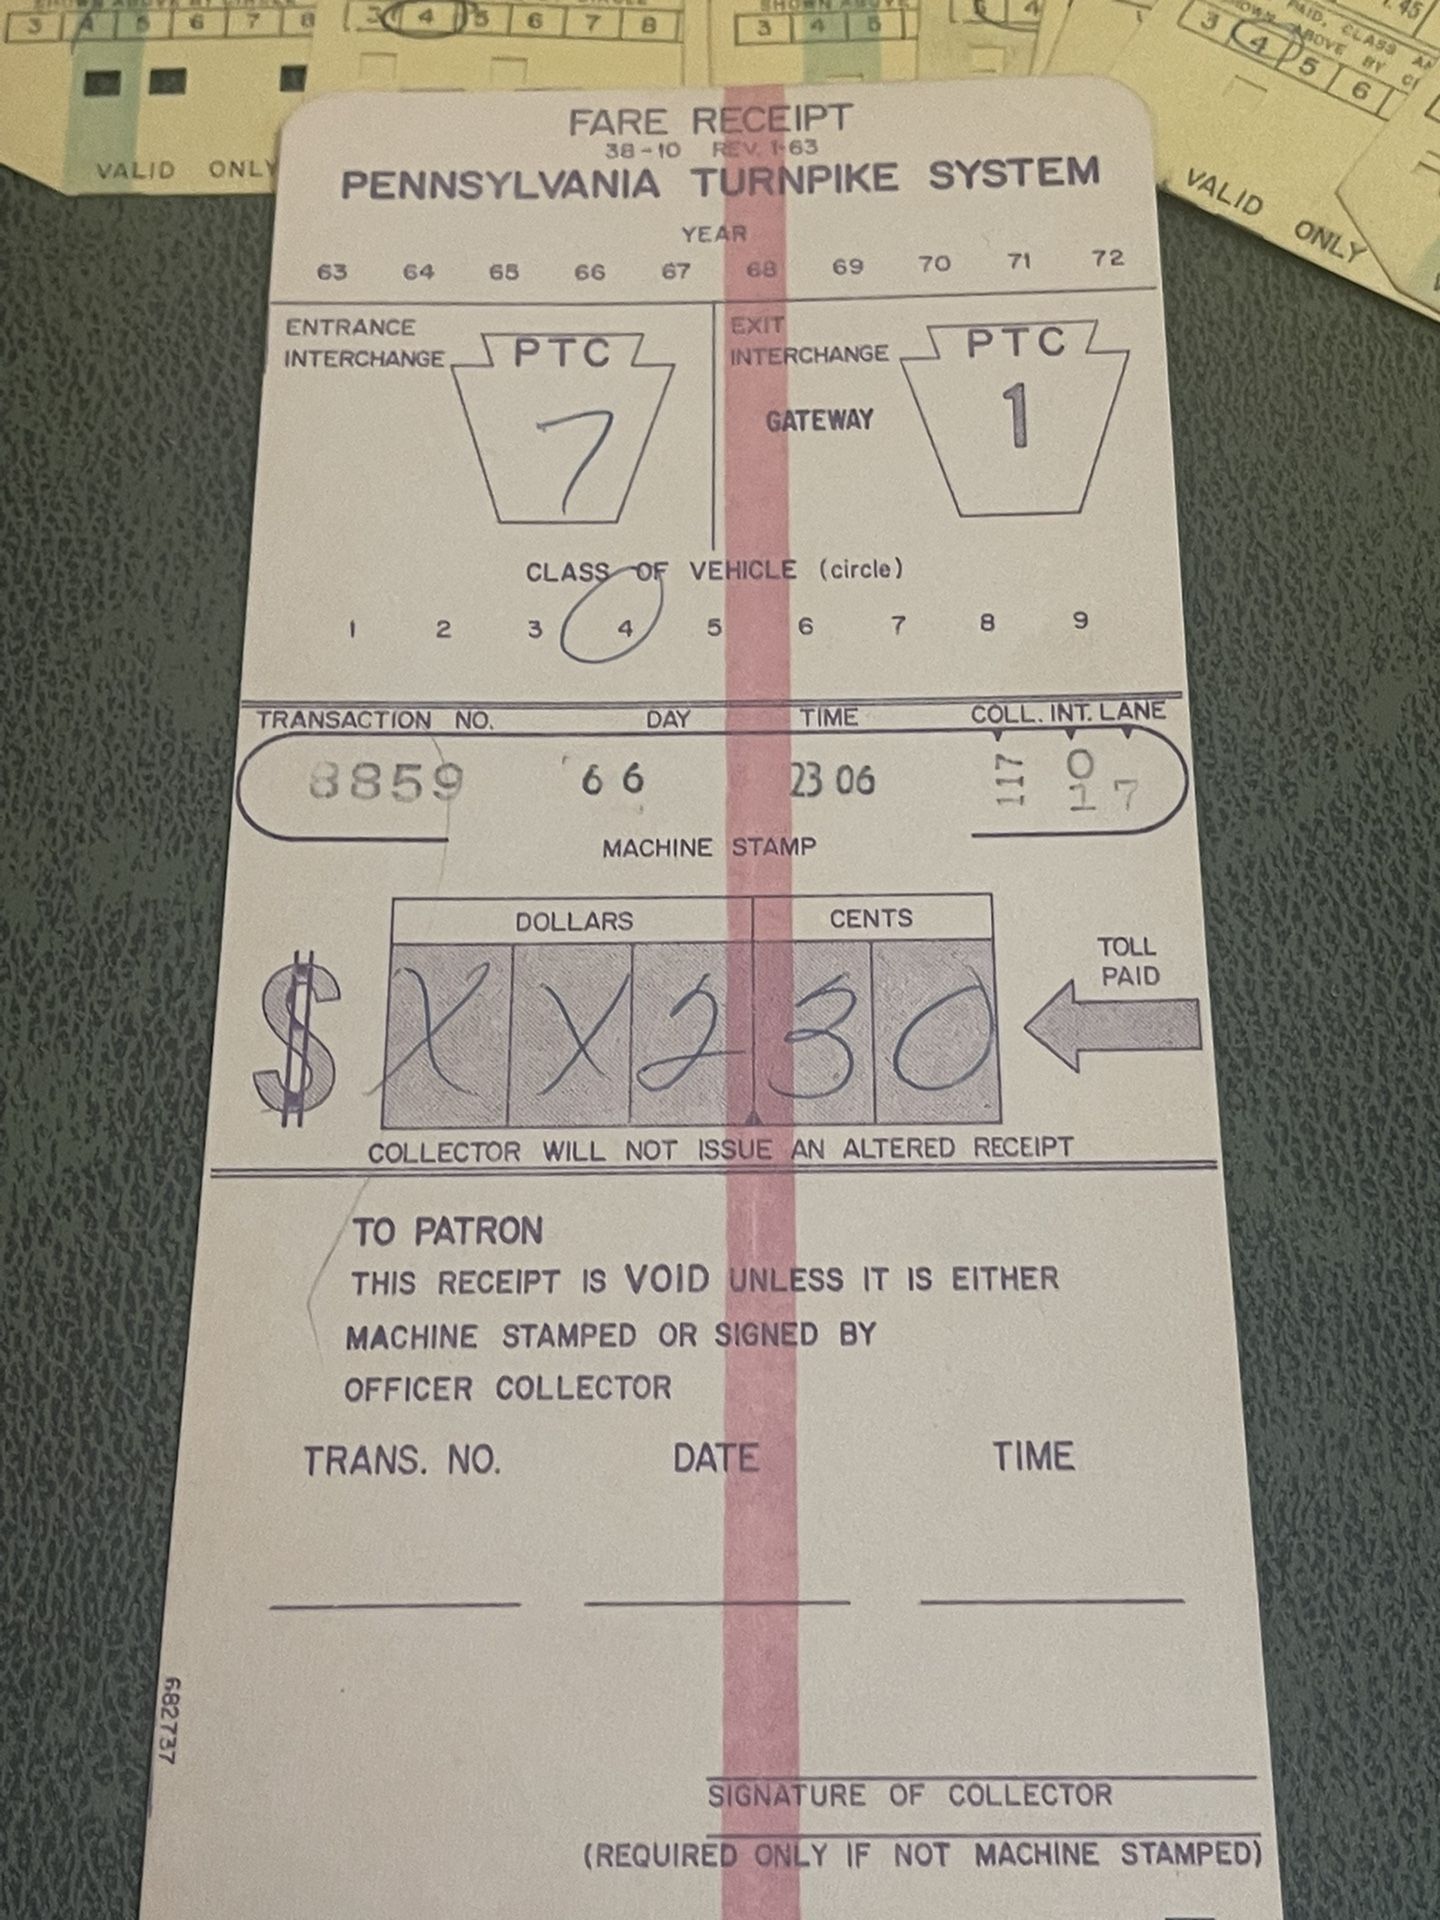 3 4 5 6 7 8
3 4 5 6 7 8
3 4 5
3 4 5 6
VALID ONLY
VALID ONLY
FARE RECEIPT
38-10 REV. 1-63
PENNSYLVANIA TURNPIKE SYSTEM
YEAR
63 64 65 66 67 68 69 70 71 72
ENTRANCE INTERCHANGE
PTC
7
EXIT INTERCHANGE
GATEWAY
PTC
1
CLASS OF VEHICLE (circle)
1 2 3 4 5 6 7 8 9
TRANSACTION NO. DAY TIME COLL. INT. LANE
8859 66 23 06 117 0 1 7
MACHINE STAMP
DOLLARS CENTS
$ X X 2 3 0
TOLL PAID
COLLECTOR WILL NOT ISSUE AN ALTERED RECEIPT
TO PATRON
THIS RECEIPT IS VOID UNLESS IT IS EITHER
MACHINE STAMPED OR SIGNED BY
OFFICER COLLECTOR
TRANS. NO. DATE TIME
682737
SIGNATURE OF COLLECTOR
(REQUIRED ONLY IF NOT MACHINE STAMPED)